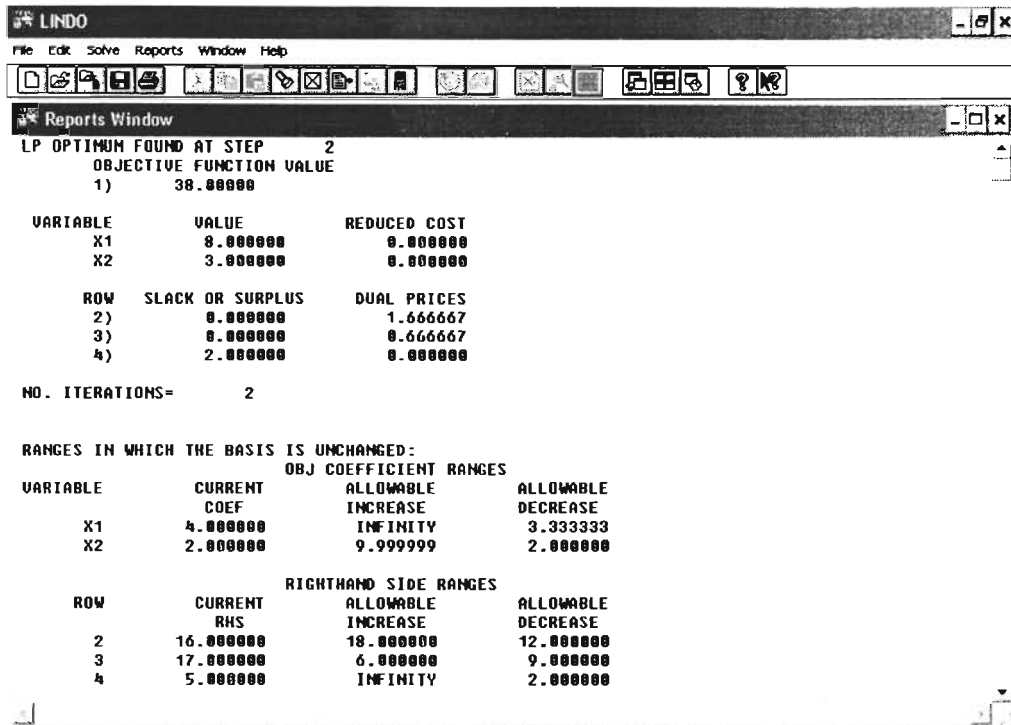 LINDO
File Edit Solve Reports Window Help
Reports Window
LP OPTIMUM FOUND AT STEP 2
OBJECTIVE FUNCTION VALUE
1) 38.00000
VARIABLE VALUE REDUCED COST
X1 8.000000 0.000000
X2 3.000000 0.000000
ROW SLACK OR SURPLUS DUAL PRICES
2) 0.000000 1.666667
3) 0.000000 0.666667
4) 2.000000 0.000000
NO. ITERATIONS= 2
RANGES IN WHICH THE BASIS IS UNCHANGED:
OBJ COEFFICIENT RANGES
VARIABLE CURRENT ALLOWABLE ALLOWABLE
COEF INCREASE DECREASE
X1 4.000000 INFINITY 3.333333
X2 2.000000 9.999999 2.000000
RIGHTHAND SIDE RANGES
ROW CURRENT ALLOWABLE ALLOWABLE
RHS INCREASE DECREASE
2 16.000000 18.000000 12.000000
3 17.000000 6.000000 9.000000
4 5.000000 INFINITY 2.000000